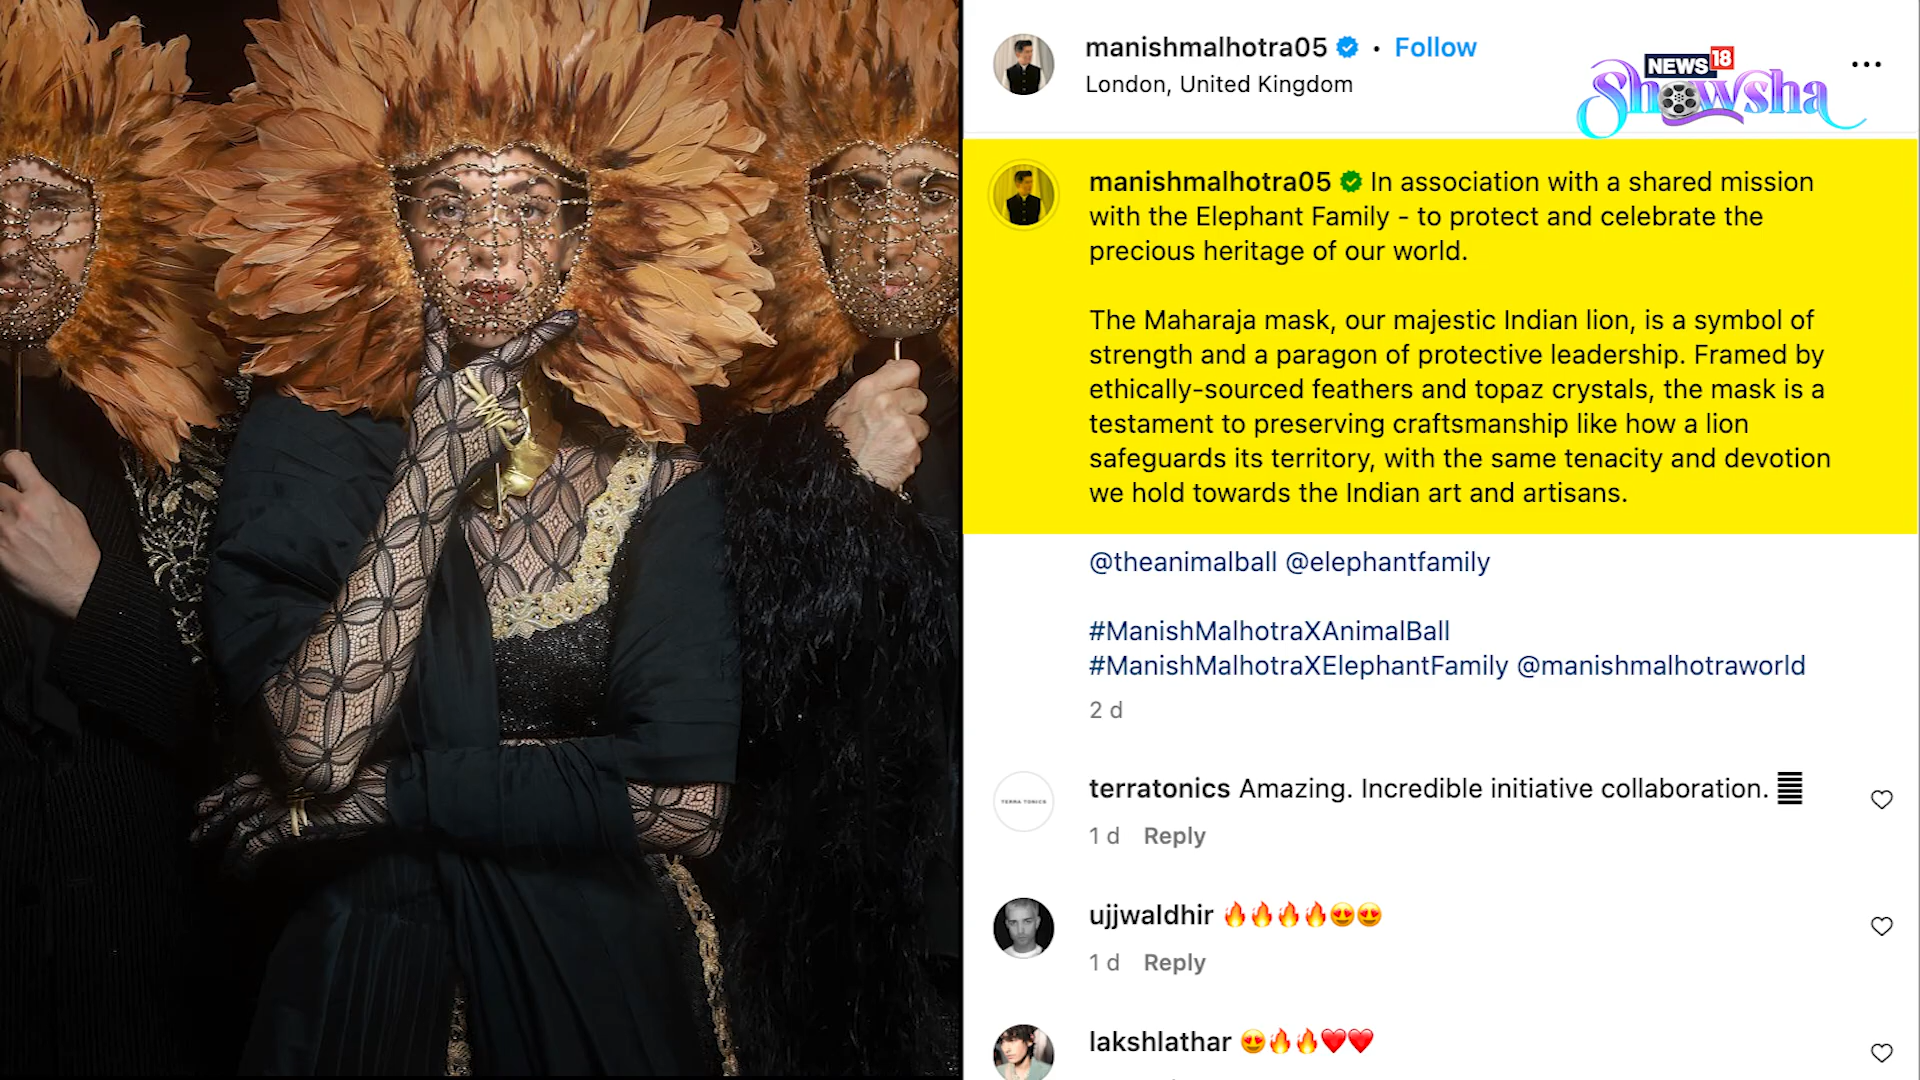 manishmalhotra05 • Follow
London, United Kingdom
NEWS 18
Showsha
manishmalhotra05 In association with a shared mission
with the Elephant Family - to protect and celebrate the
precious heritage of our world.
The Maharaja mask, our majestic Indian lion, is a symbol of
strength and a paragon of protective leadership. Framed by
ethically-sourced feathers and topaz crystals, the mask is a
testament to preserving craftsmanship like how a lion
safeguards its territory, with the same tenacity and devotion
we hold towards the Indian art and artisans.
@theanimalball @elephantfamily
#ManishMalhotraXAnimalBall
#ManishMalhotraXElephantFamily @manishmalhotraworld
2 d
TERRA TONICS
terratonics Amazing. Incredible initiative collaboration.
1 d Reply
ujjwaldhir 🔥🔥🔥🔥😍😍
1 d Reply
lakshlathar 😍🔥🔥❤️❤️